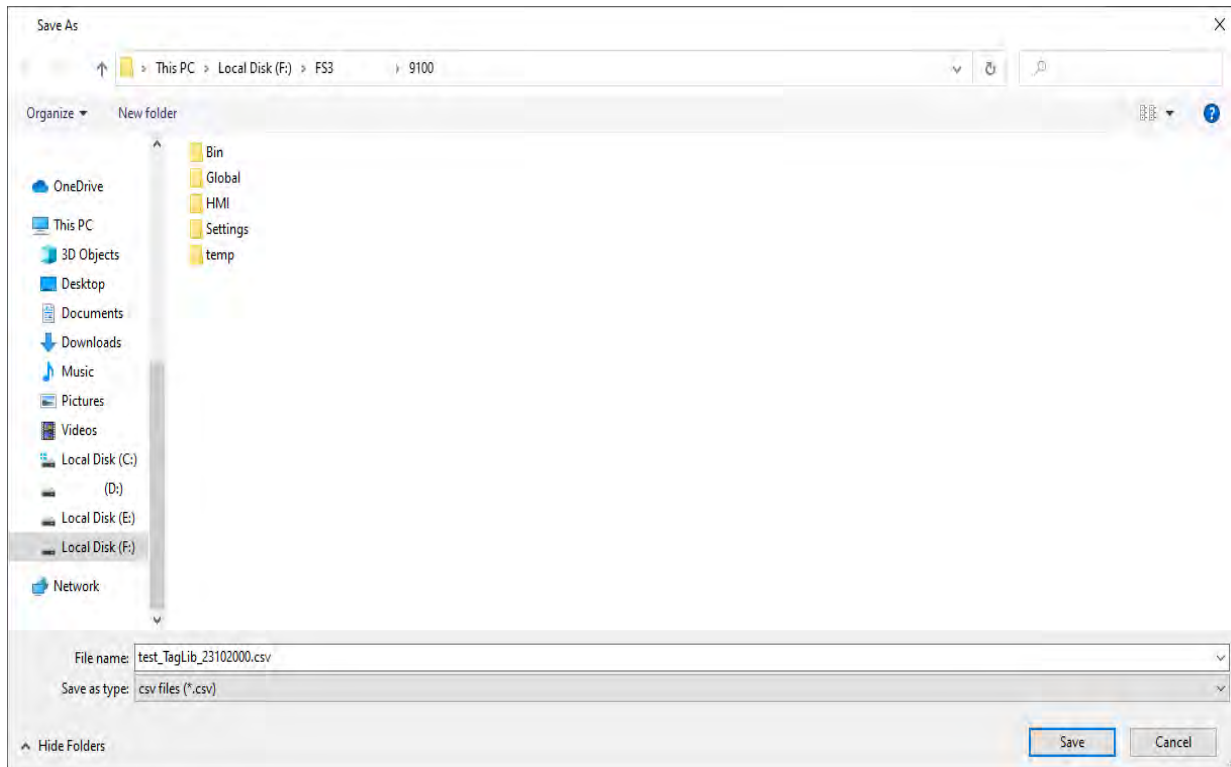 Save As
This PC > Local Disk (F:) > FS3 > 9100
Organize New folder
OneDrive
This PC
3D Objects
Desktop
Documents
Downloads
Music
Pictures
Videos
Local Disk (C:)
(D:)
Local Disk (E:)
Local Disk (F:)
Network
Bin
Global
HMI
Settings
temp
File name: test_TagLib_23102000.csv
Save as type: csv files (*.csv)
Hide Folders
Save Cancel